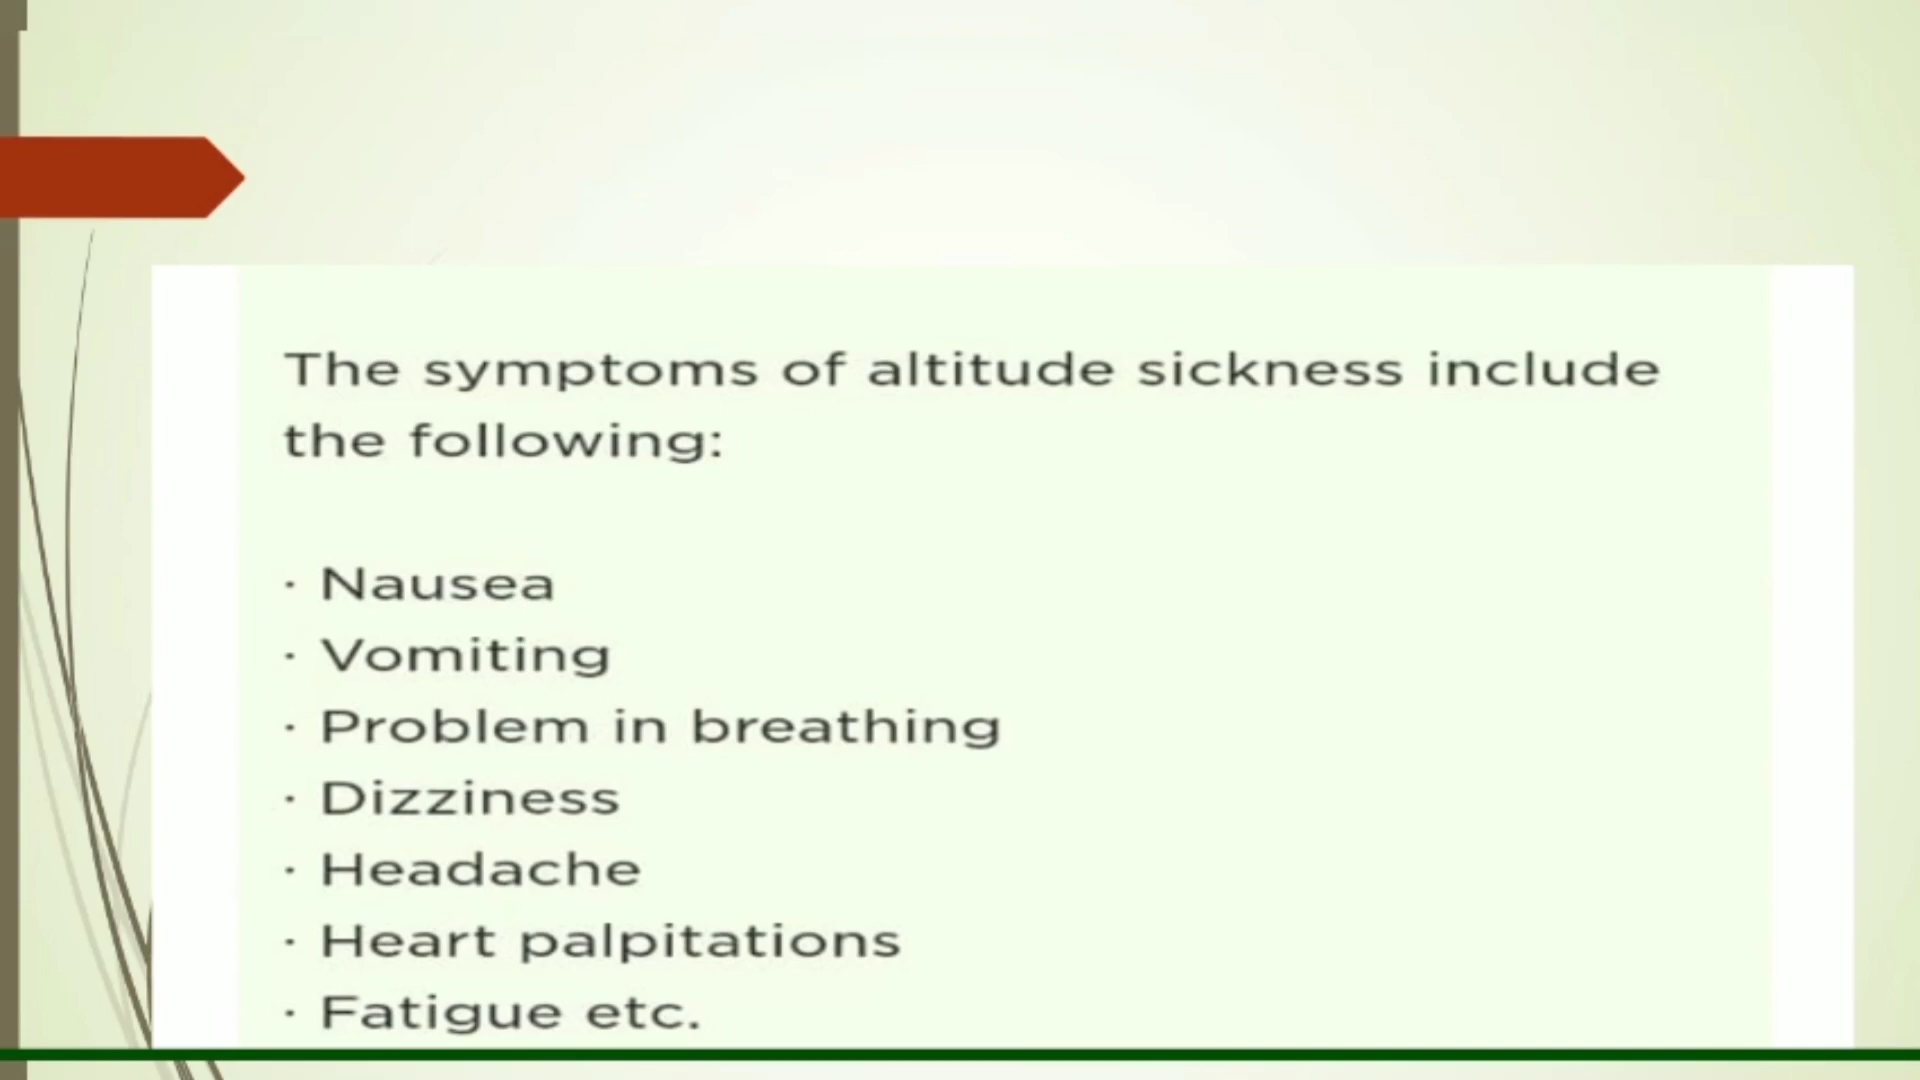 The symptoms of altitude sickness include
the following:
· Nausea
· Vomiting
· Problem in breathing
· Dizziness
· Headache
· Heart palpitations
· Fatigue etc.